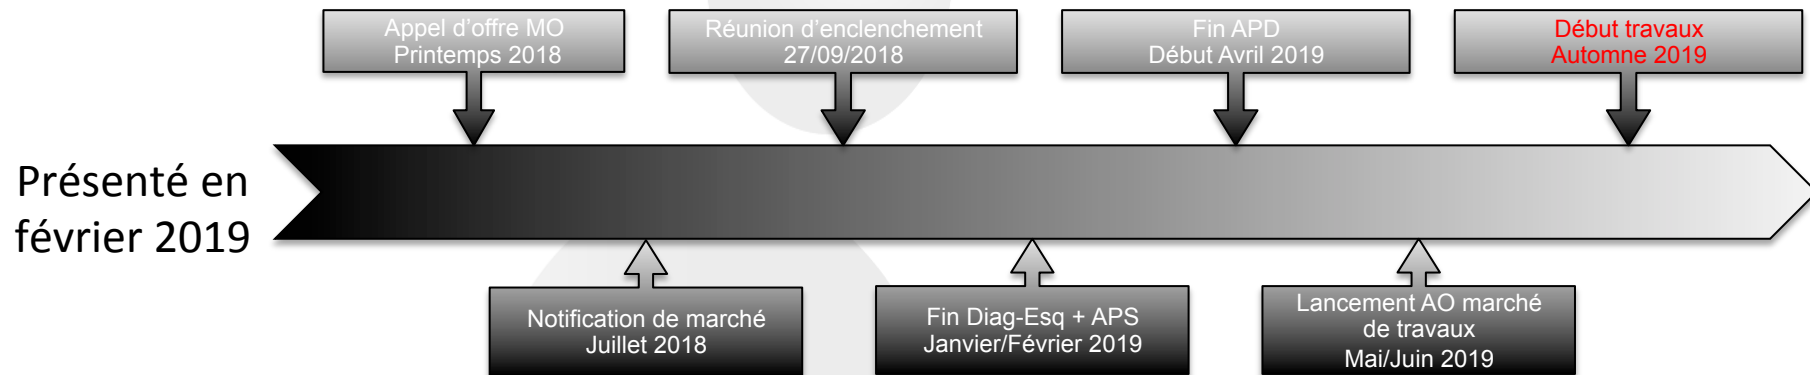 Appel d’offre MO
Printemps 2018
Réunion d’enclenchement
27/09/2018
Fin APD
Début Avril 2019
Début travaux
Automne 2019
Présenté en
février 2019
Notification de marché
Juillet 2018
Fin Diag-Esq + APS
Janvier/Février 2019
Lancement AO marché
de travaux
Mai/Juin 2019